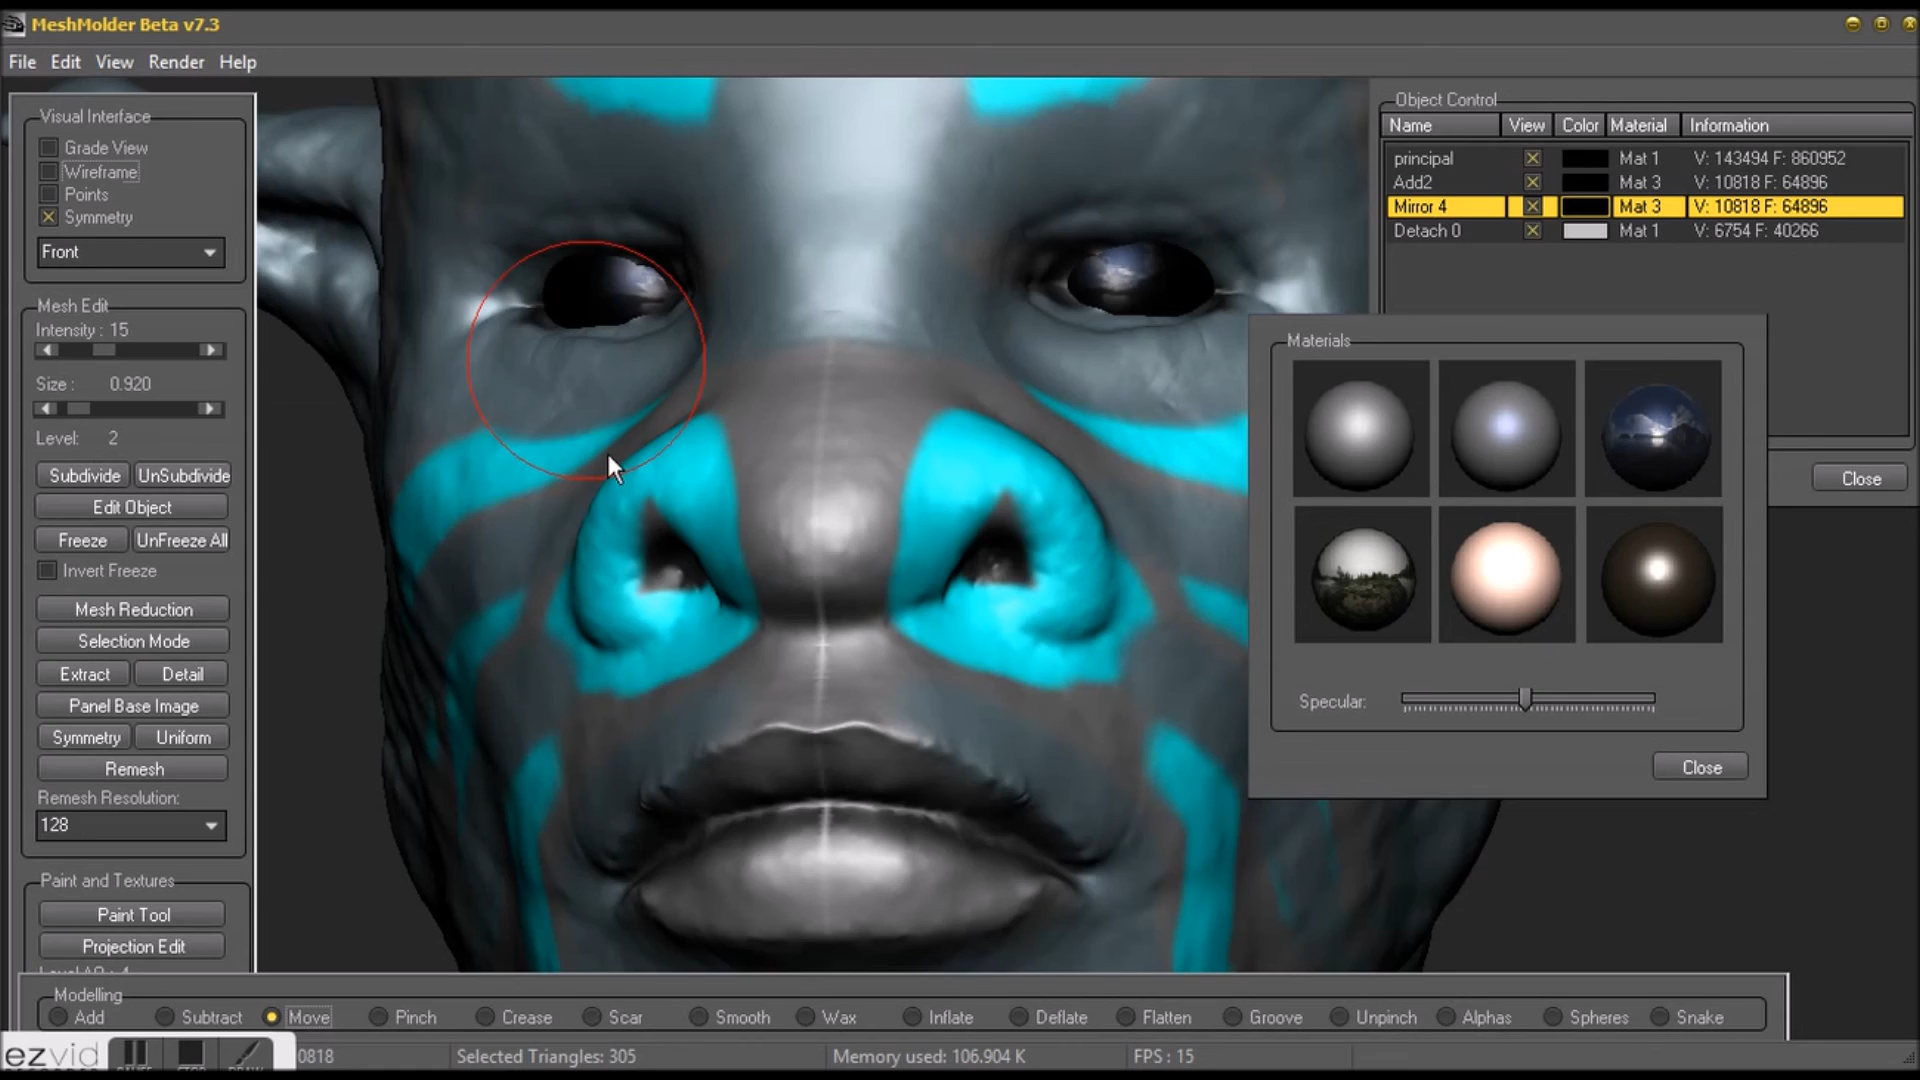 MeshMolder Beta v7.3
File Edit View Render Help
Visual Interface
Grade View
Wireframe
Points
Symmetry
Front
Mesh Edit
Intensity : 15
Size : 0.920
Level: 2
Subdivide UnSubdivide
Edit Object
Freeze UnFreeze All
Invert Freeze
Mesh Reduction
Selection Mode
Extract Detail
Panel Base Image
Symmetry Uniform
Remesh
Remesh Resolution:
128
Paint and Textures
Paint Tool
Projection Edit
Object Control
Name View Color Material Information
principal Mat 1 V: 143494 F: 860952
Add2 Mat 3 V: 10818 F: 64896
Mirror 4 Mat 3 V: 10818 F: 64896
Detach 0 Mat 1 V: 6754 F: 40266
Close
Materials
Specular:
Close
Modelling
Add Subtract Move Pinch Crease Scar Smooth Wax Inflate Deflate Flatten Groove Unpinch Alphas Spheres Snake
ezvid
0818 Selected Triangles: 305 Memory used: 106.904 K FPS : 15